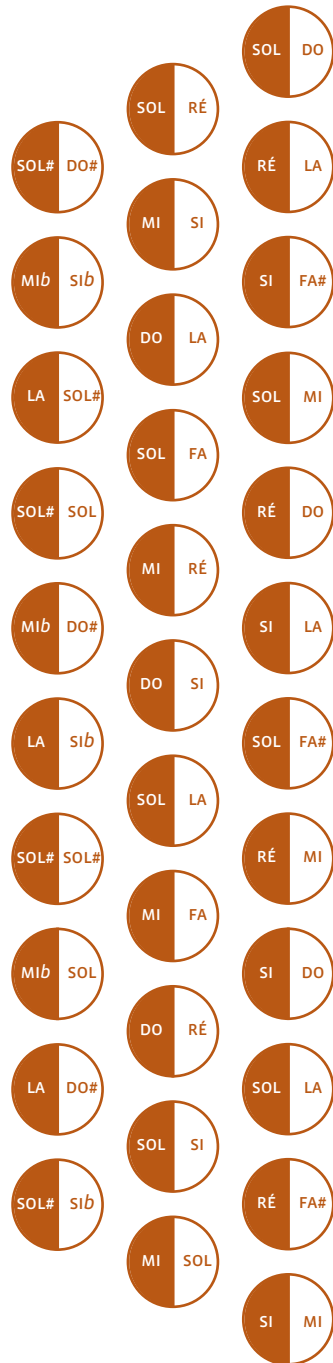 SOL DO
SOL RÉ
SOL# DO#
RÉ LA
MI SI
MIb SIb
SI FA#
DO LA
LA SOL#
SOL MI
SOL FA
SOL# SOL
RÉ DO
MI RÉ
MIb DO#
SI LA
DO SI
LA SIb
SOL FA#
SOL LA
SOL# SOL#
RÉ MI
MI FA
MIb SOL
SI DO
DO RÉ
LA DO#
SOL LA
SOL SI
SOL# SIb
RÉ FA#
MI SOL
SI MI